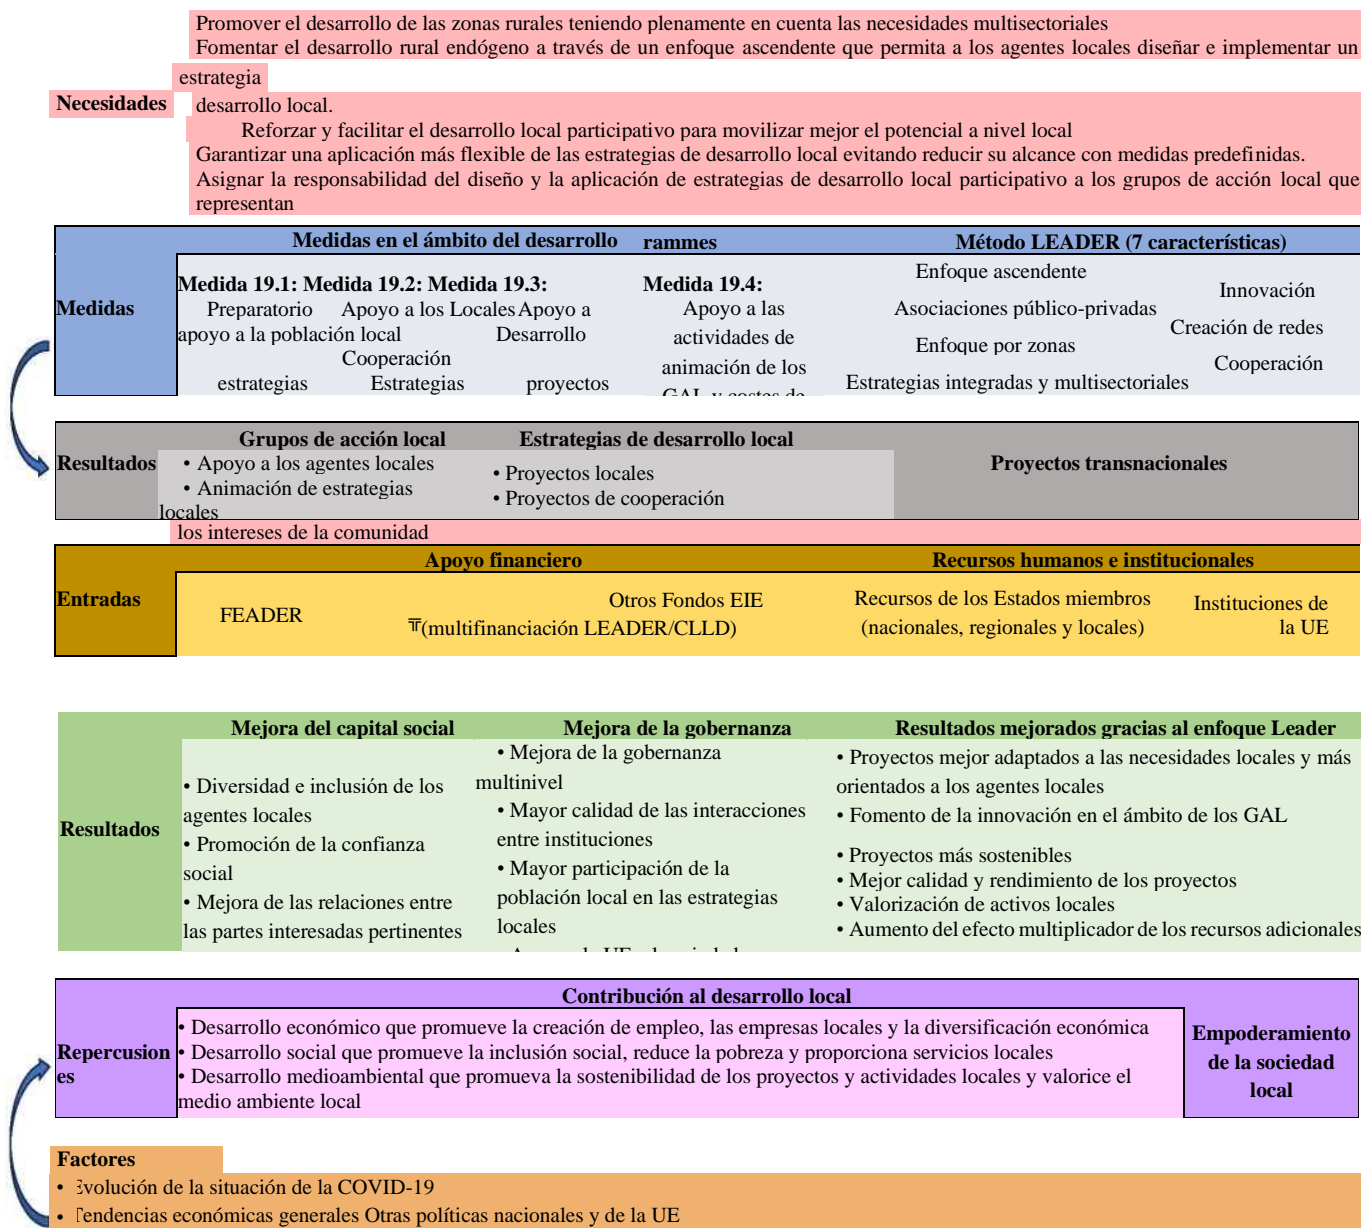 Promover el desarrollo de las zonas rurales teniendo plenamente en cuenta las necesidades multisectoriales
Fomentar el desarrollo rural endógeno a través de un enfoque ascendente que permita a los agentes locales diseñar e implementar un
estrategia
Necesidades
desarrollo local.
Reforzar y facilitar el desarrollo local participativo para movilizar mejor el potencial a nivel local
Garantizar una aplicación más flexible de las estrategias de desarrollo local evitando reducir su alcance con medidas predefinidas.
Asignar la responsabilidad del diseño y la aplicación de estrategias de desarrollo local participativo a los grupos de acción local que
representan
Medidas
Medidas en el ámbito del desarrollo rammes
Medida 19.1: Medida 19.2: Medida 19.3:
Preparatorio Apoyo a los Locales Apoyo a
apoyo a la población local Desarrollo
Cooperación
estrategias Estrategias proyectos
Medida 19.4:
Apoyo a las
actividades de
animación de los
GAL y costes de
Método LEADER (7 características)
Enfoque ascendente
Asociaciones público-privadas
Enfoque por zonas
Estrategias integradas y multisectoriales
Innovación
Creación de redes
Cooperación
Resultados
Grupos de acción local
• Apoyo a los agentes locales
• Animación de estrategias
locales
Estrategias de desarrollo local
• Proyectos locales
• Proyectos de cooperación
Proyectos transnacionales
los intereses de la comunidad
Entradas
Apoyo financiero
FEADER
Otros Fondos EIE
(multifinanciación LEADER/CLLD)
Recursos humanos e institucionales
Recursos de los Estados miembros
(nacionales, regionales y locales)
Instituciones de
la UE
Resultados
Mejora del capital social
• Diversidad e inclusión de los
agentes locales
• Promoción de la confianza
social
• Mejora de las relaciones entre
las partes interesadas pertinentes
Mejora de la gobernanza
• Mejora de la gobernanza
multinivel
• Mayor calidad de las interacciones
entre instituciones
• Mayor participación de la
población local en las estrategias
locales
Resultados mejorados gracias al enfoque Leader
• Proyectos mejor adaptados a las necesidades locales y más
orientados a los agentes locales
• Fomento de la innovación en el ámbito de los GAL
• Proyectos más sostenibles
• Mejor calidad y rendimiento de los proyectos
• Valorización de activos locales
• Aumento del efecto multiplicador de los recursos adicionales
Repercusion
es
Contribución al desarrollo local
• Desarrollo económico que promueve la creación de empleo, las empresas locales y la diversificación económica
• Desarrollo social que promueve la inclusión social, reduce la pobreza y proporciona servicios locales
• Desarrollo medioambiental que promueva la sostenibilidad de los proyectos y actividades locales y valorice el
medio ambiente local
Empoderamiento
de la sociedad
local
Factores
• Evolución de la situación de la COVID-19
• Tendencias económicas generales Otras políticas nacionales y de la UE